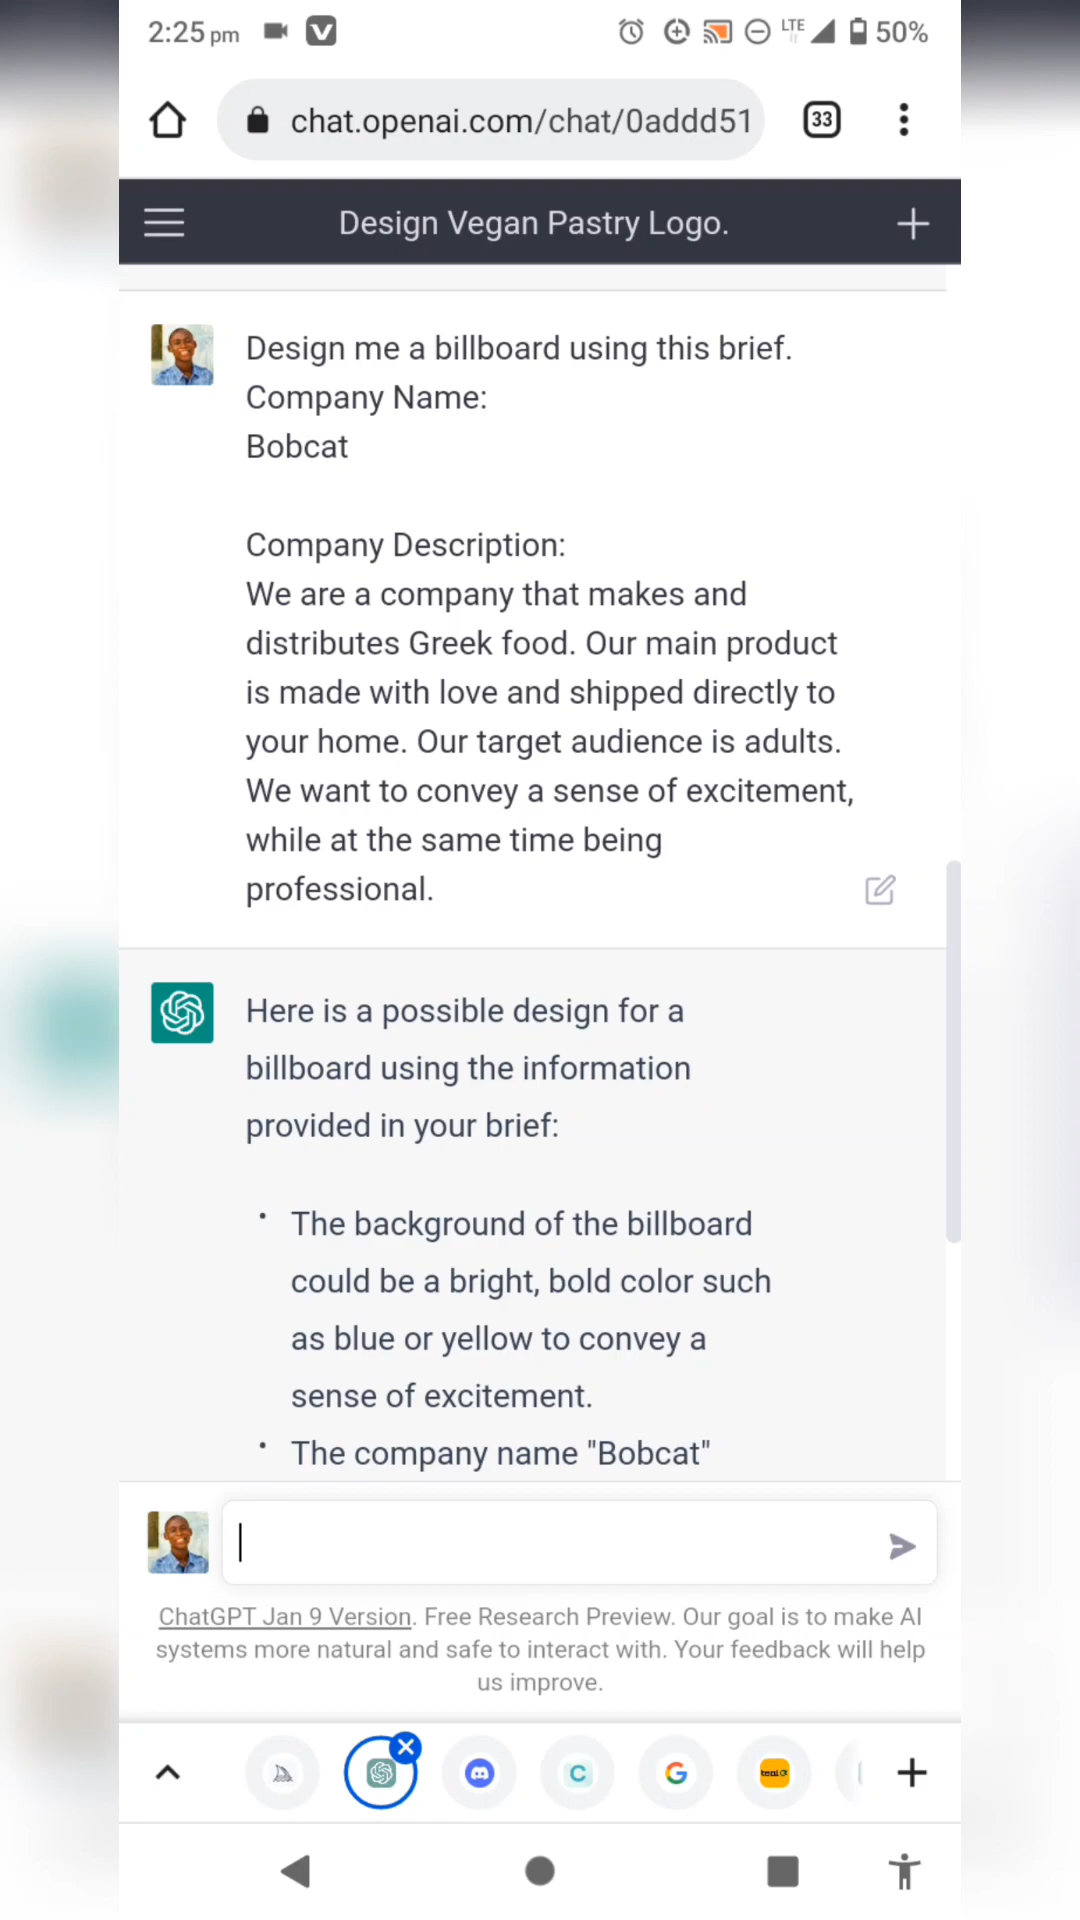 2:25 pm
LTE
50%
chat.openai.com/chat/0addd51
33
Design Vegan Pastry Logo.
Design me a billboard using this brief.
Company Name:
Bobcat
Company Description:
We are a company that makes and
distributes Greek food. Our main product
is made with love and shipped directly to
your home. Our target audience is adults.
We want to convey a sense of excitement,
while at the same time being
professional.
Here is a possible design for a
billboard using the information
provided in your brief:
• The background of the billboard
could be a bright, bold color such
as blue or yellow to convey a
sense of excitement.
• The company name "Bobcat"
ChatGPT Jan 9 Version. Free Research Preview. Our goal is to make AI
systems more natural and safe to interact with. Your feedback will help
us improve.